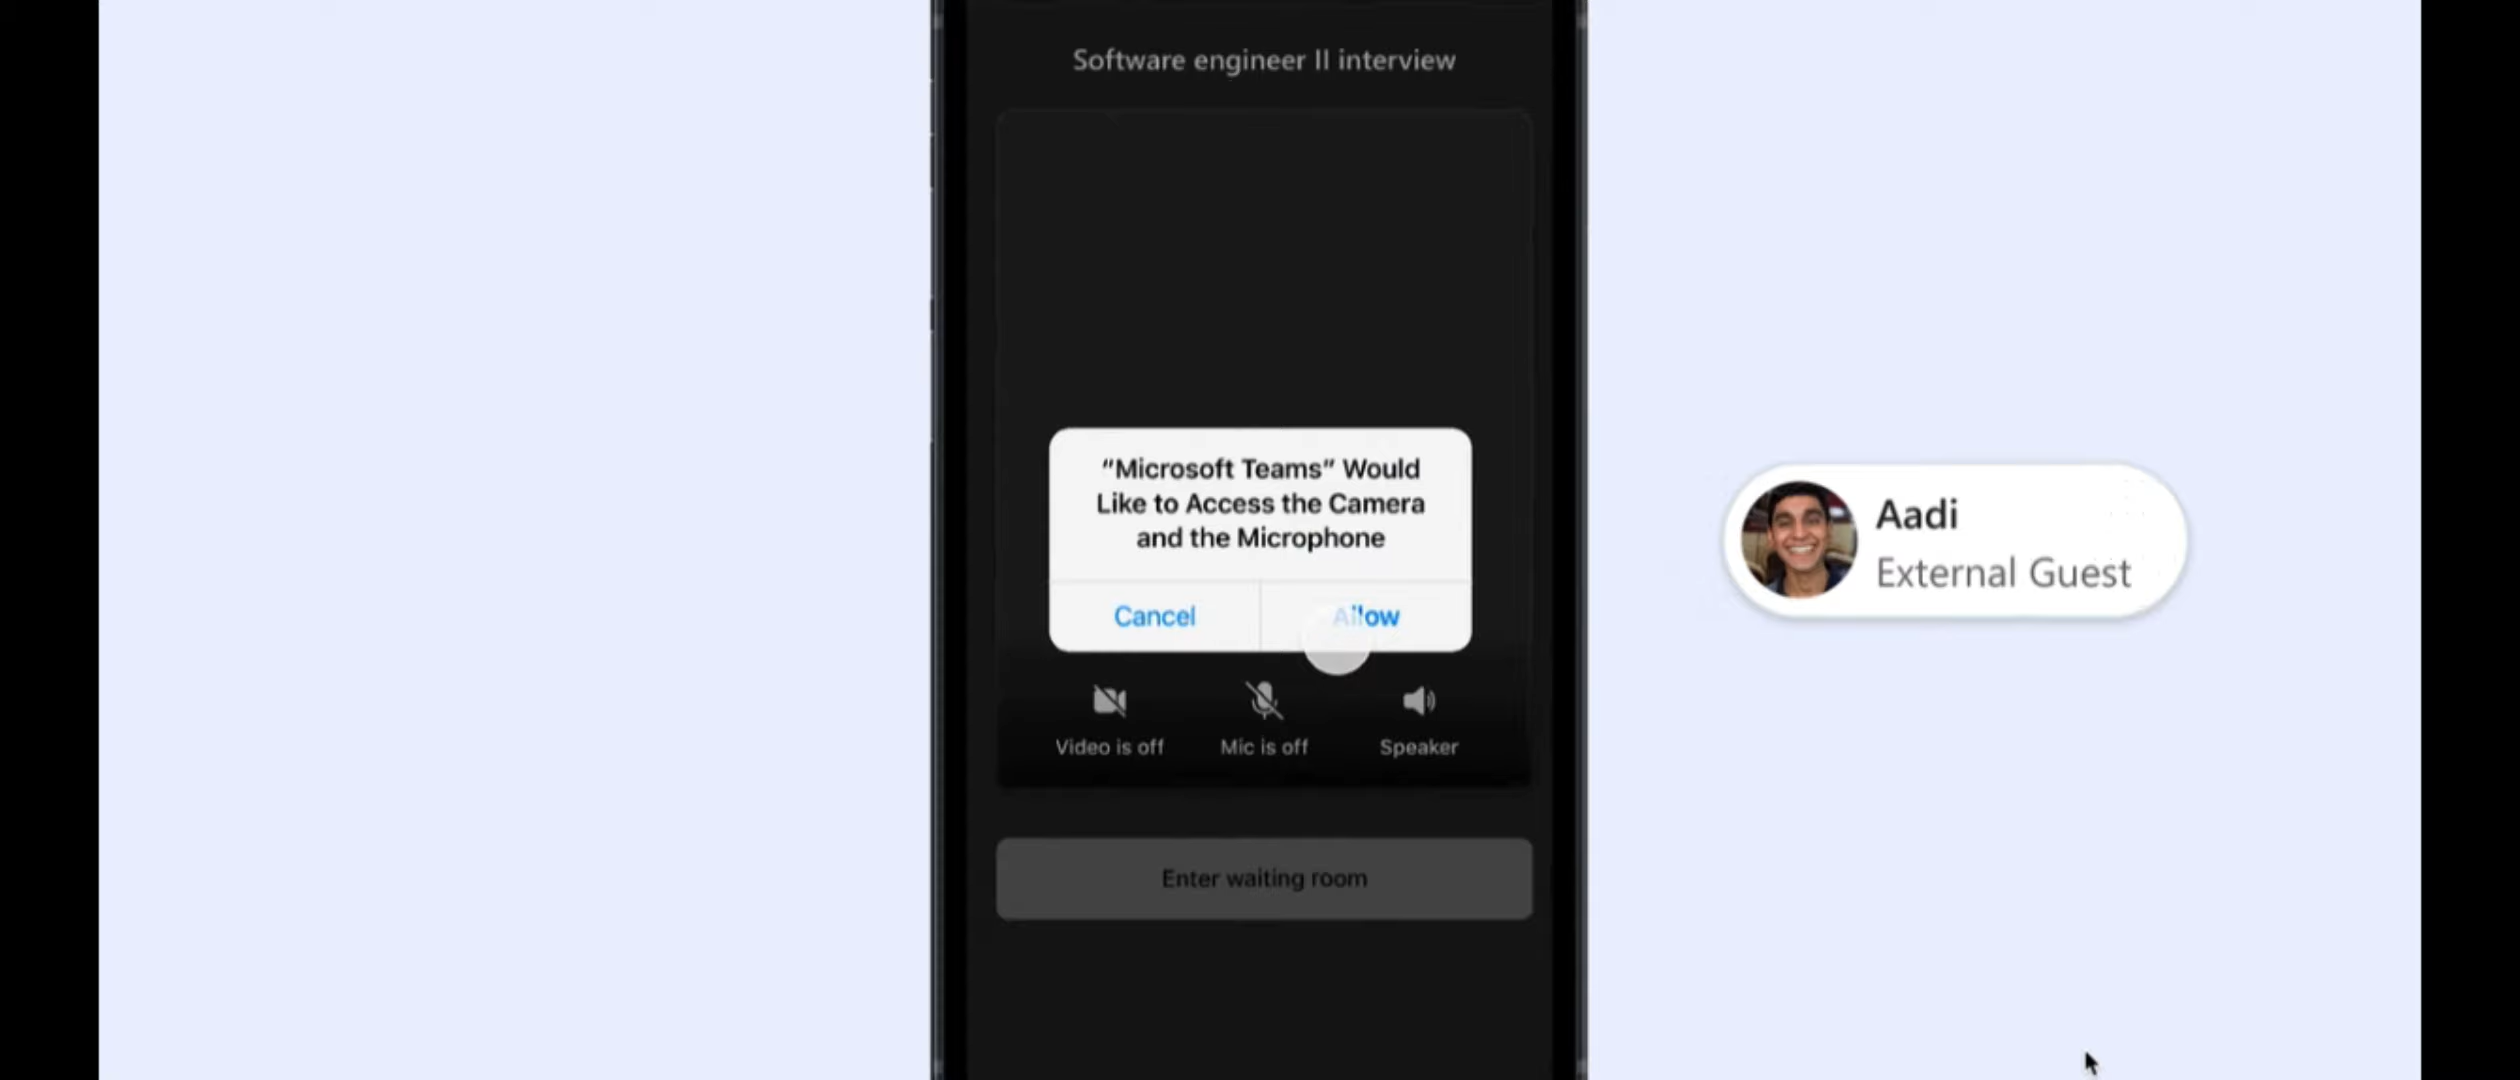 Software engineer II interview
"Microsoft Teams" Would
Like to Access the Camera
and the Microphone
Cancel
Allow
Video is off
Mic is off
Speaker
Enter waiting room
Aadi
External Guest